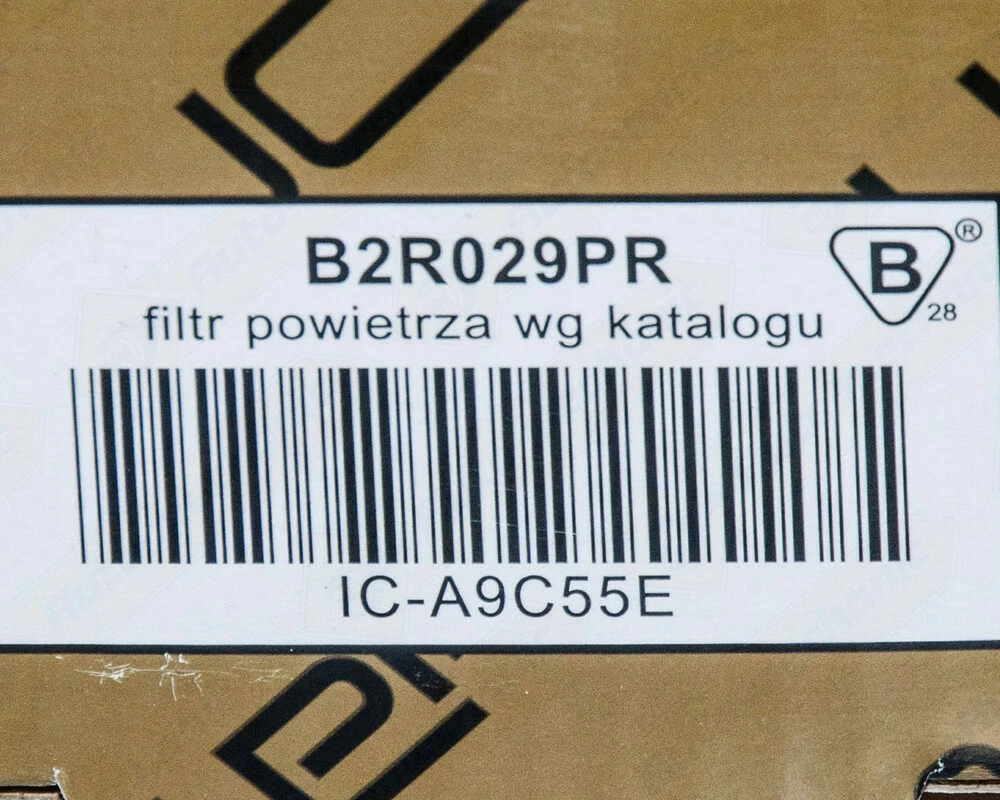 B2R029PR
B ®
28
filtr powietrza wg katalogu
IC-A9C55E